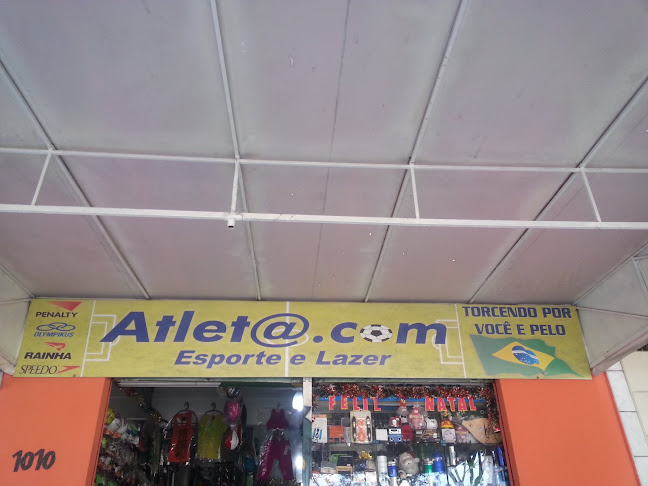 PENALTY
OLYMPIKUS
RAINHA
SPEEDO
Atlet@.com
Esporte e Lazer
TORCENDO POR
VOCÊ E PELO
FELIZ NATAL
1010